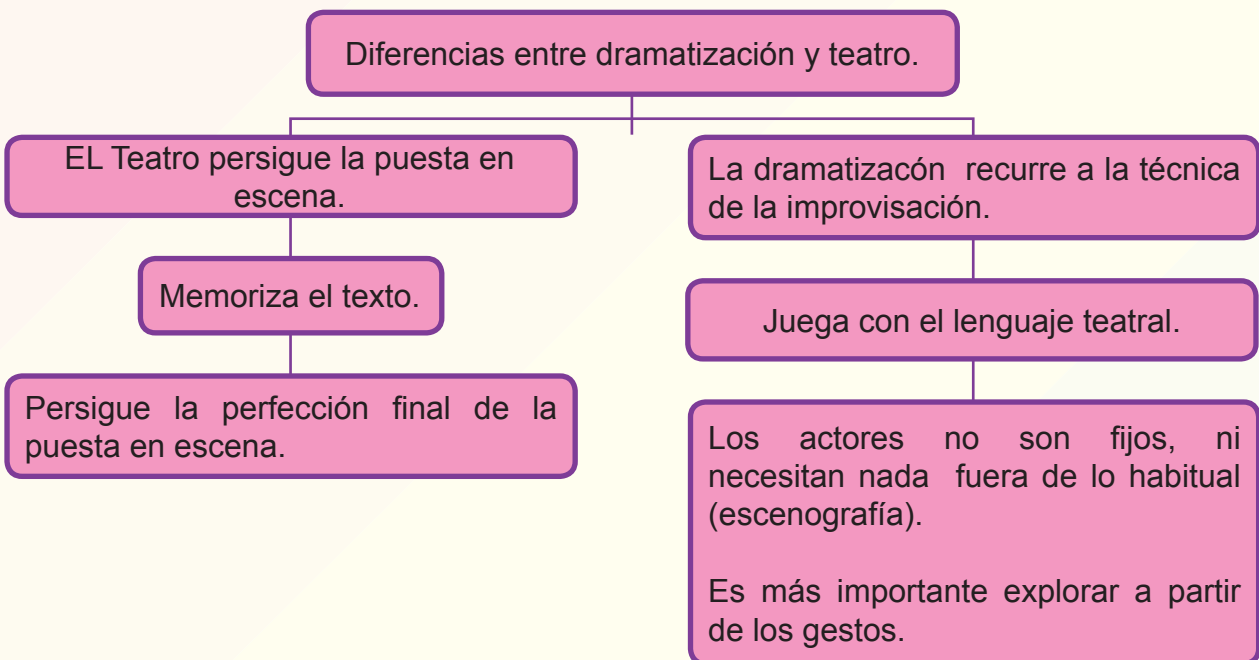 Diferencias entre dramatización y teatro.
EL Teatro persigue la puesta en
escena.
Memoriza el texto.
Persigue la perfección final de la
puesta en escena.
La dramatizacón recurre a la técnica
de la improvisación.
Juega con el lenguaje teatral.
Los actores no son fijos, ni
necesitan nada fuera de lo habitual
(escenografía).
Es más importante explorar a partir
de los gestos.